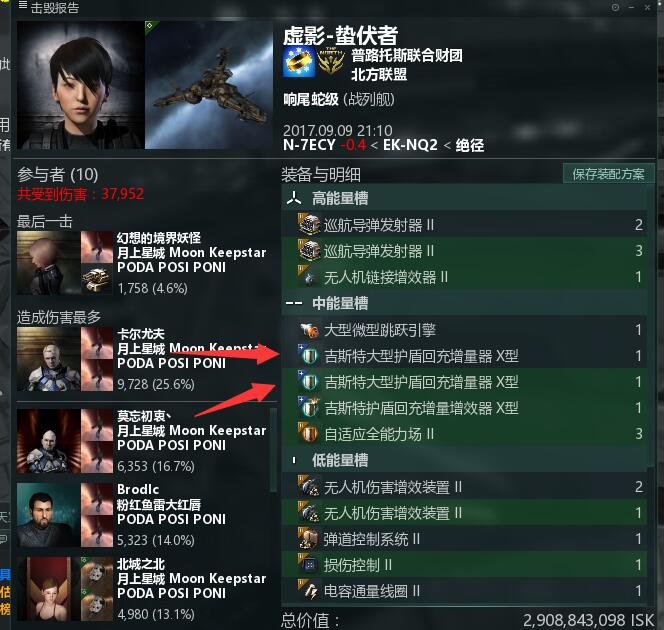 击毁报告
虚影-蛰伏者
普路托斯联合财团
北方联盟
响尾蛇级 (战列舰)
2017.09.09 21:10
N-7ECY -0.4 < EK-NQ2 < 绝径
参与者 (10)
共受到伤害：37,952
最后一击
幻想的境界妖怪
月上星城 Moon Keepstar
PODA POSI PONI
1,758 (4.6%)
造成伤害最多
卡尔尤夫
月上星城 Moon Keepstar
PODA POSI PONI
9,728 (25.6%)
莫忘初衷丶
月上星城 Moon Keepstar
PODA POSI PONI
6,353 (16.7%)
Brodlc
粉红鱼雷大红唇
PODA POSI PONI
5,323 (14.0%)
北城之北
月上星城 Moon Keepstar
PODA POSI PONI
4,980 (13.1%)
装备与明细
保存装配方案
高能量槽
巡航导弹发射器 II 2
巡航导弹发射器 II 3
无人机链接增效器 II 1
中能量槽
大型微型跳跃引擎 1
吉斯特大型护盾回充增量器 X型 1
吉斯特大型护盾回充增量器 X型 1
吉斯特护盾回充增量增效器 X型 1
自适应全能力场 II 3
低能量槽
无人机伤害增效装置 II 2
无人机伤害增效装置 II 1
弹道控制系统 II 1
损伤控制 II 1
电容通量线圈 II 1
总价值： 2,908,843,098 ISK